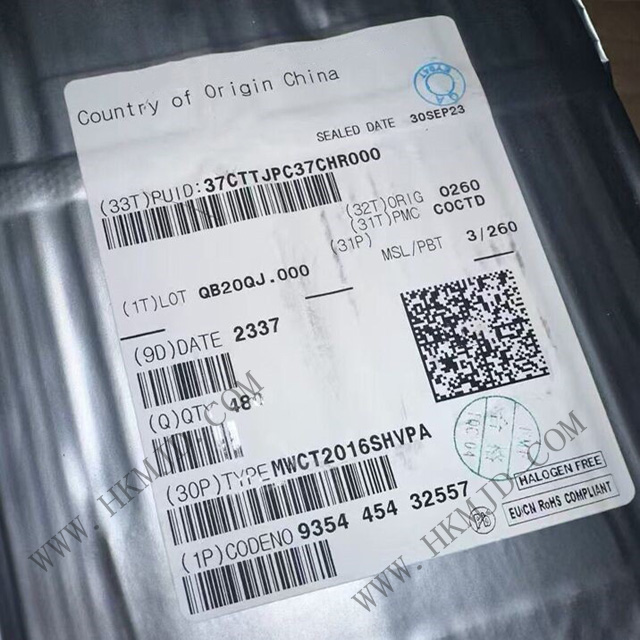 Country of Origin China
SEALED DATE 30SEP23
(33T)PUID:37CTTJPC37CHR000
(32T)ORIG 0260
(31T)PMC COCTD
(31P)
MSL/PBT 3/260
(1T)LOT QB20QJ.000
(9D)DATE 2337
(Q)QTY 48
(30P)TYPE MWCT2016SHVPA
(1P)CODENO 9354 454 32557
HALOGEN FREE
EU/CN RoHS COMPLIANT
Pb
WWW.HKMJD.COM
WWW.HKMJD.COM